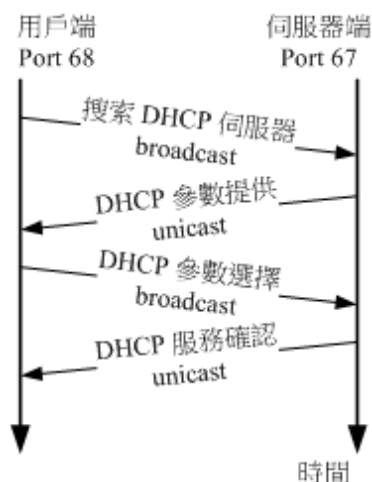 用戶端
Port 68
伺服器端
Port 67
搜索 DHCP 伺服器
broadcast
DHCP 參數提供
unicast
DHCP 參數選擇
broadcast
DHCP 服務確認
unicast
時間